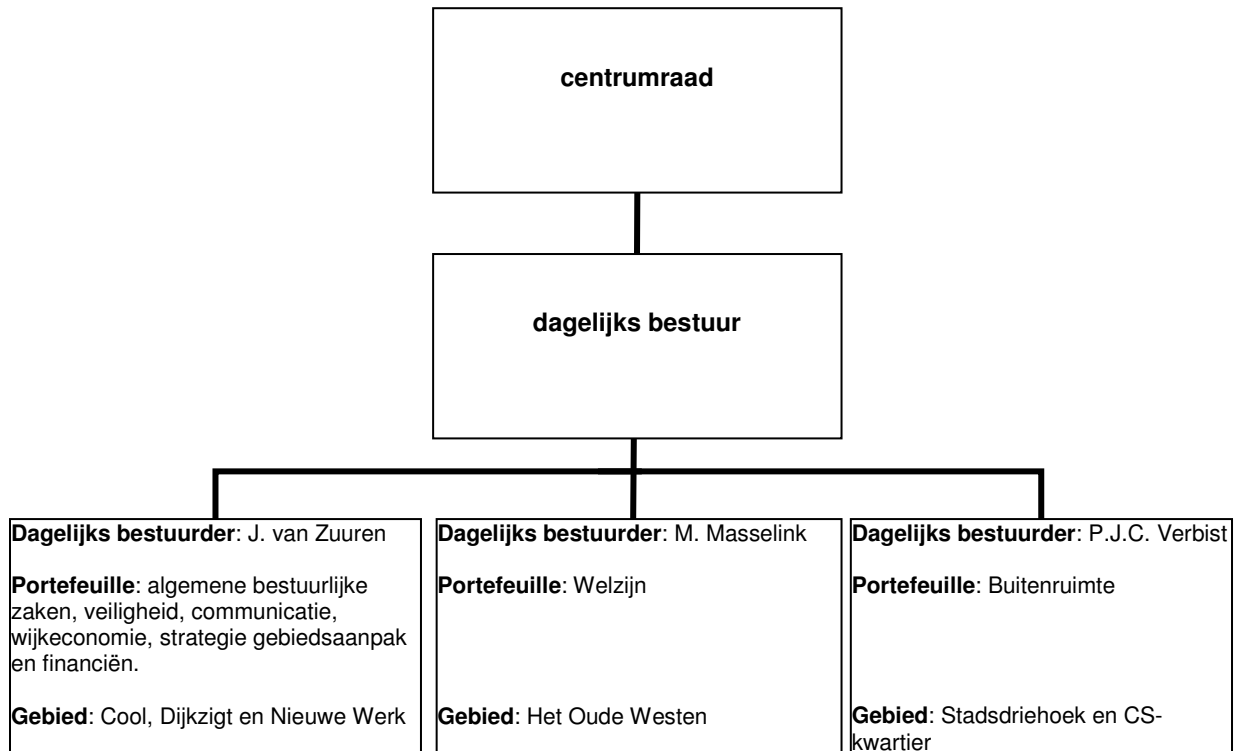 centrumraad
dagelijks bestuur
Dagelijks bestuurder: J. van Zuuren
Portefeuille: algemene bestuurlijke
zaken, veiligheid, communicatie,
wijkeconomie, strategie gebiedsaanpak
en financiën.
Gebied: Cool, Dijkzigt en Nieuwe Werk
Dagelijks bestuurder: M. Masselink
Portefeuille: Welzijn
Gebied: Het Oude Westen
Dagelijks bestuurder: P.J.C. Verbist
Portefeuille: Buitenruimte
Gebied: Stadsdriehoek en CS-
kwartier